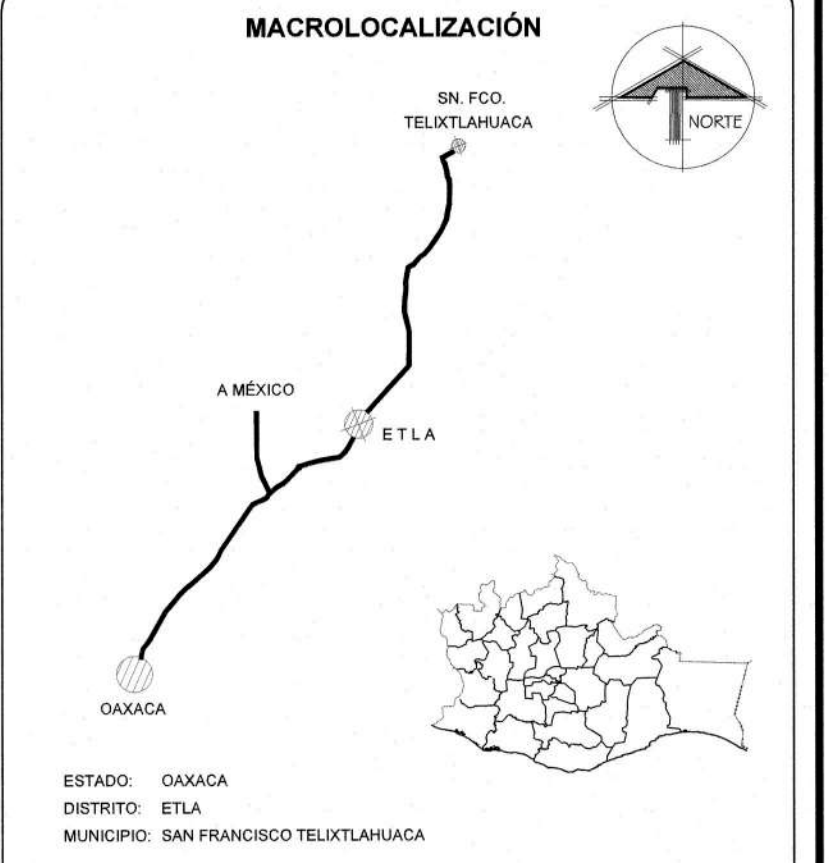 MACROLOCALIZACIÓN
NORTE
SN. FCO.
TELIXTLAHUACA
A MÉXICO
ETLA
OAXACA
ESTADO: OAXACA
DISTRITO: ETLA
MUNICIPIO: SAN FRANCISCO TELIXTLAHUACA